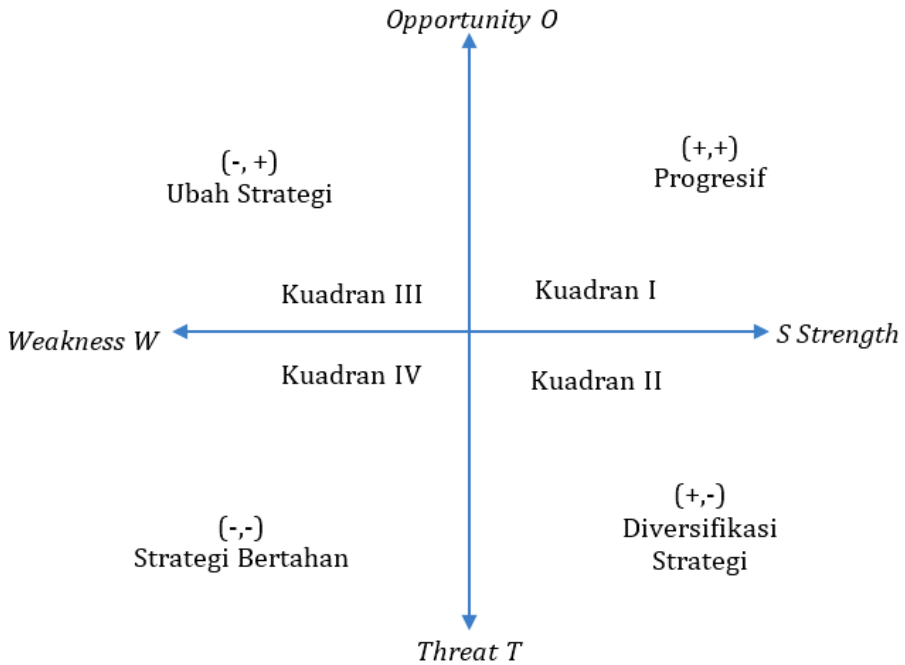 Opportunity O
(-, +)
Ubah Strategi
(+,+)
Progresif
Kuadran III
Kuadran I
Weakness W
S Strength
Kuadran IV
Kuadran II
(-,-)
Strategi Bertahan
(+,-)
Diversifikasi
Strategi
Threat T